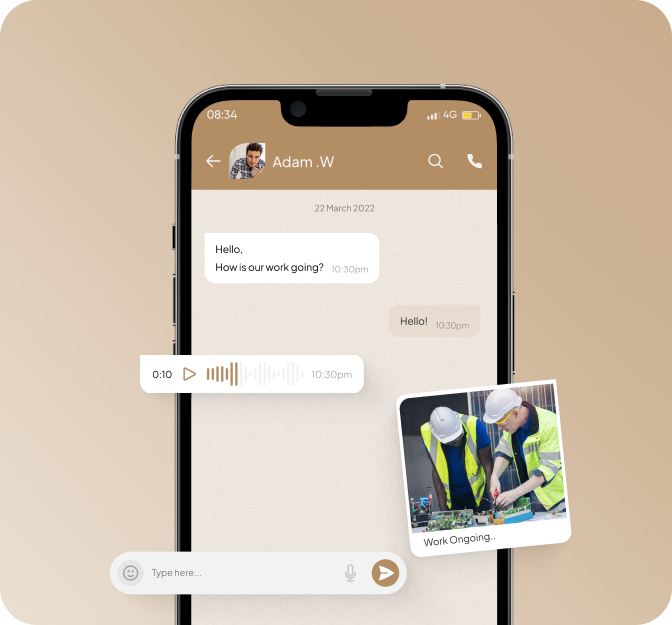 08:34
4G
Adam .W
22 March 2022
Hello,
How is our work going? 10:30pm
Hello! 10:30pm
0:10 10:30pm
Work Ongoing..
Type here...